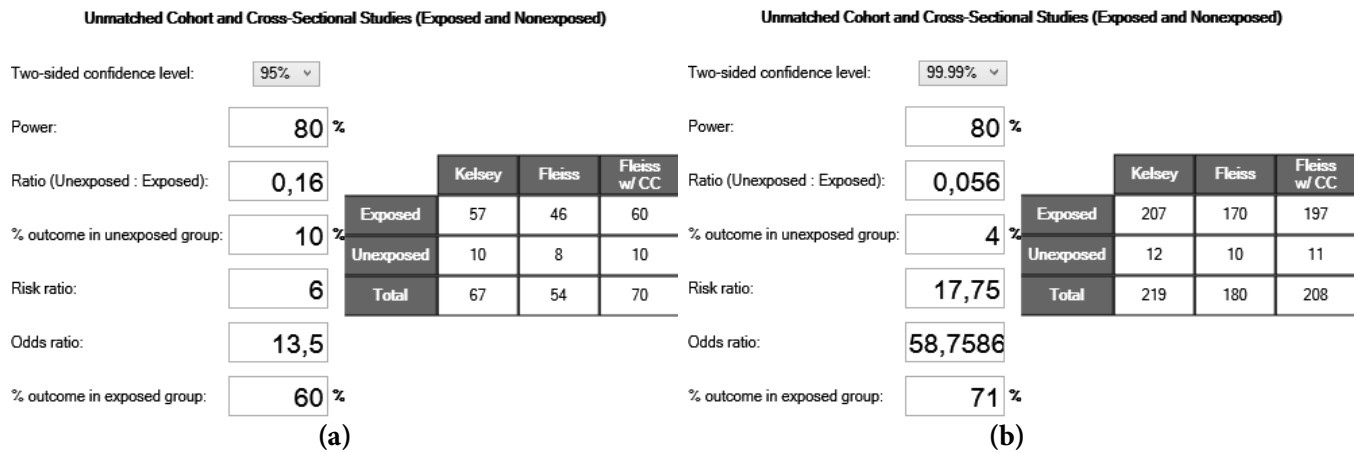 Unmatched Cohort and Cross-Sectional Studies (Exposed and Nonexposed)
Two-sided confidence level: 95%
Power: 80 %
Ratio (Unexposed : Exposed): 0,16
% outcome in unexposed group: 10 %
Risk ratio: 6
Odds ratio: 13,5
% outcome in exposed group: 60 %
Kelsey Fleiss Fleiss w/ CC
Exposed 57 46 60
Unexposed 10 8 10
Total 67 54 70
(a)
Unmatched Cohort and Cross-Sectional Studies (Exposed and Nonexposed)
Two-sided confidence level: 99.99%
Power: 80 %
Ratio (Unexposed : Exposed): 0,056
% outcome in unexposed group: 4 %
Risk ratio: 17,75
Odds ratio: 58,7586
% outcome in exposed group: 71 %
Kelsey Fleiss Fleiss w/ CC
Exposed 207 170 197
Unexposed 12 10 11
Total 219 180 208
(b)